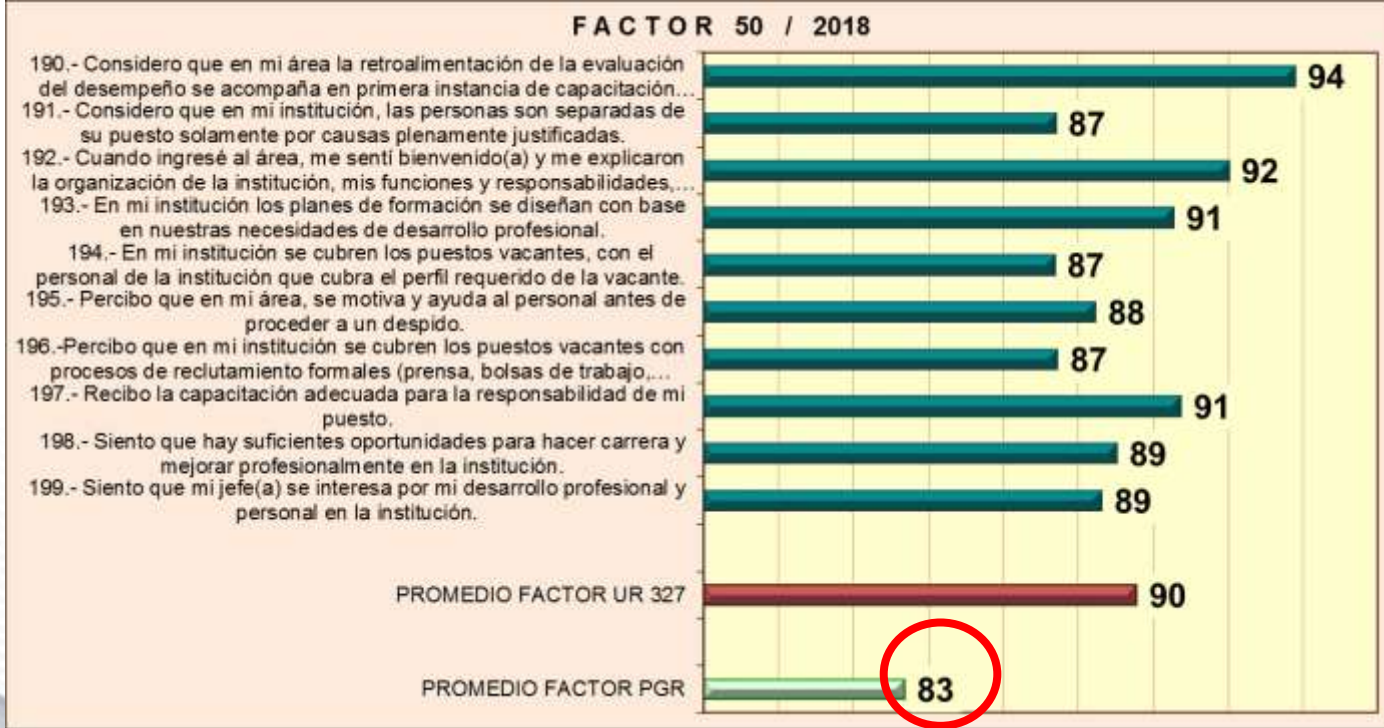 FACTOR 50 / 2018
190.- Considero que en mi área la retroalimentación de la evaluación
del desempeño se acompaña en primera instancia de capacitación...
94
191.- Considero que en mi institución, las personas son separadas de
su puesto solamente por causas plenamente justificadas.
87
192.- Cuando ingresé al área, me sentí bienvenido(a) y me explicaron
la organización de la institución, mis funciones y responsabilidades,...
92
193.- En mi institución los planes de formación se diseñan con base
en nuestras necesidades de desarrollo profesional.
91
194.- En mi institución se cubren los puestos vacantes, con el
personal de la institución que cubra el perfil requerido de la vacante.
87
195.- Percibo que en mi área, se motiva y ayuda al personal antes de
proceder a un despido.
88
196.-Percibo que en mi institución se cubren los puestos vacantes con
procesos de reclutamiento formales (prensa, bolsas de trabajo,...
87
197.- Recibo la capacitación adecuada para la responsabilidad de mi
puesto.
91
198.- Siento que hay suficientes oportunidades para hacer carrera y
mejorar profesionalmente en la institución.
89
199.- Siento que mi jefe(a) se interesa por mi desarrollo profesional y
personal en la institución.
89
PROMEDIO FACTOR UR 327
90
PROMEDIO FACTOR PGR
83